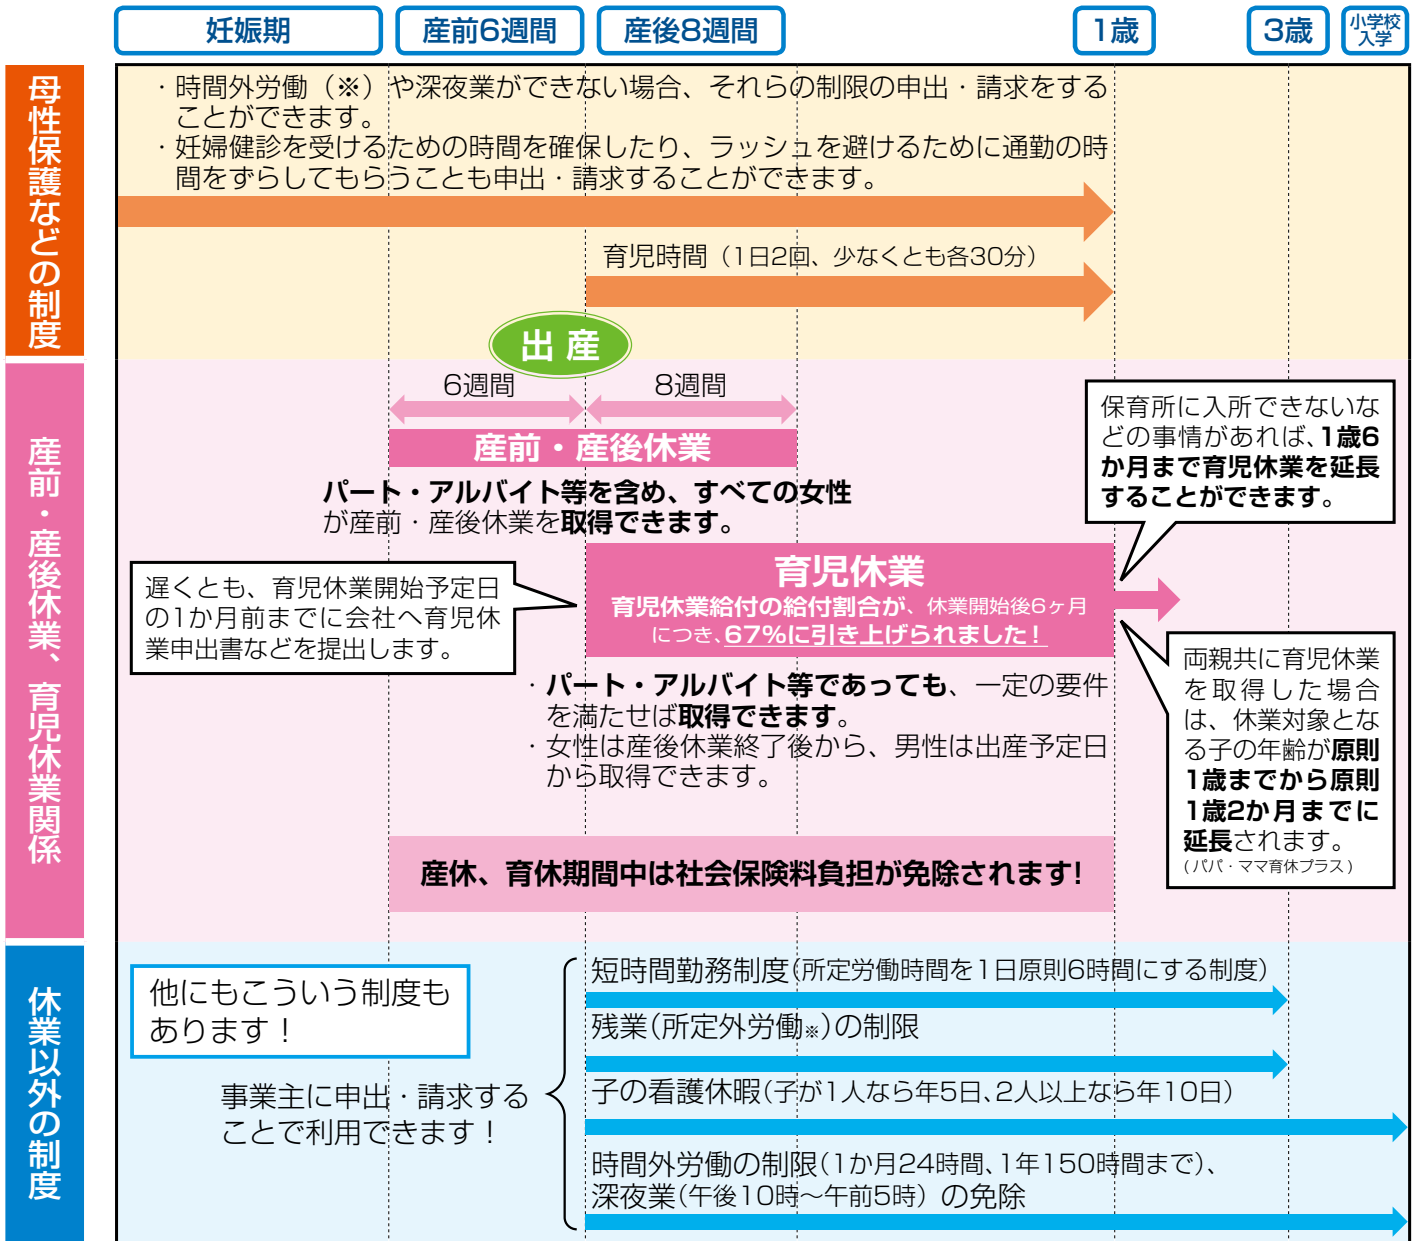 妊娠期
産前6週間
産後8週間
1歳
3歳
小学校
入学
母性保護などの制度
・時間外労働（※）や深夜業ができない場合、それらの制限の申出・請求をする
ことができます。
・妊婦健診を受けるための時間を確保したり、ラッシュを避けるために通勤の時
間をずらしてもらうことも申出・請求することができます。
育児時間（1日2回、少なくとも各30分）
出産
産前・産後休業、育児休業関係
6週間
8週間
産前・産後休業
パート・アルバイト等を含め、すべての女性
が産前・産後休業を取得できます。
保育所に入所できないな
どの事情があれば、1歳6
か月まで育児休業を延長
することができます。
遅くとも、育児休業開始予定日
の1か月前までに会社へ育児休
業申出書などを提出します。
育児休業
育児休業給付の給付割合が、休業開始後6ヶ月
につき、67%に引き上げられました！
・パート・アルバイト等であっても、一定の要件
を満たせば取得できます。
・女性は産後休業終了後から、男性は出産予定日
から取得できます。
両親共に育児休業
を取得した場合
は、休業対象とな
る子の年齢が原則
1歳までから原則
1歳2か月までに
延長されます。
(パパ・ママ育休プラス)
産休、育休期間中は社会保険料負担が免除されます!
休業以外の制度
他にもこういう制度も
あります！
事業主に申出・請求する
ことで利用できます！
短時間勤務制度(所定労働時間を1日原則6時間にする制度)
残業(所定外労働※)の制限
子の看護休暇(子が1人なら年5日、2人以上なら年10日)
時間外労働の制限(1か月24時間、1年150時間まで)、
深夜業(午後10時～午前5時）の免除